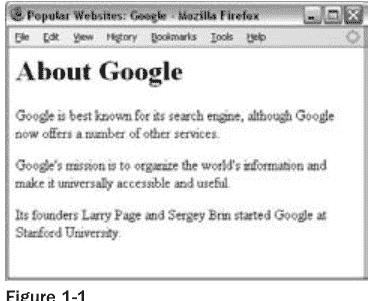 Popular Websites: Google - Mozilla Firefox
File Edit View History Bookmarks Tools Help
About Google
Google is best known for its search engine, although Google
now offers a number of other services.
Google's mission is to organize the world's information and
make it universally accessible and useful.
Its founders Larry Page and Sergey Brin started Google at
Stanford University.
Figure 1-1